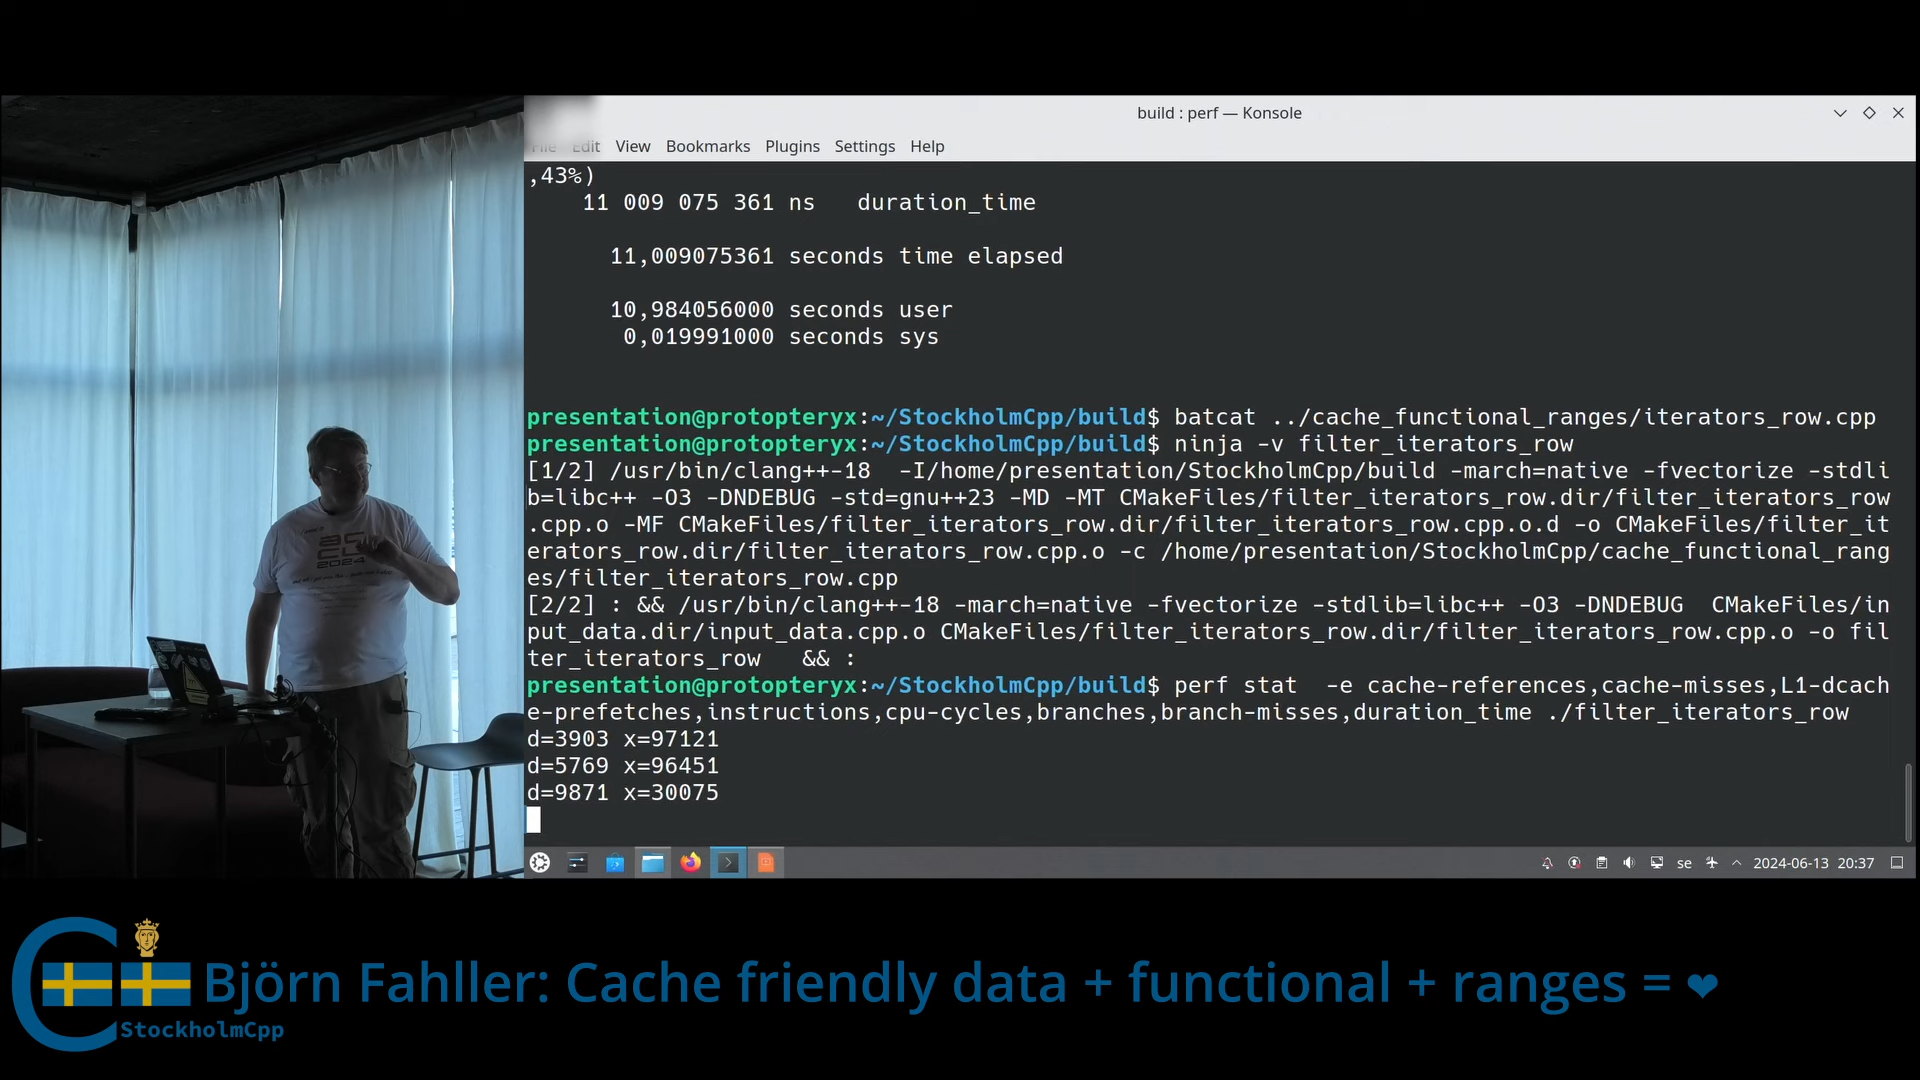 build : perf — Konsole
File Edit View Bookmarks Plugins Settings Help
,43%)
11 009 075 361 ns duration_time
11,009075361 seconds time elapsed
10,984056000 seconds user
0,019991000 seconds sys
presentation@protopteryx:~/StockholmCpp/build$ batcat ../cache_functional_ranges/iterators_row.cpp
presentation@protopteryx:~/StockholmCpp/build$ ninja -v filter_iterators_row
[1/2] /usr/bin/clang++-18 -I/home/presentation/StockholmCpp/build -march=native -fvectorize -stdli
b=libc++ -O3 -DNDEBUG -std=gnu++23 -MD -MT CMakeFiles/filter_iterators_row.dir/filter_iterators_row
.cpp.o -MF CMakeFiles/filter_iterators_row.dir/filter_iterators_row.cpp.o.d -o CMakeFiles/filter_it
erators_row.dir/filter_iterators_row.cpp.o -c /home/presentation/StockholmCpp/cache_functional_rang
es/filter_iterators_row.cpp
[2/2] : && /usr/bin/clang++-18 -march=native -fvectorize -stdlib=libc++ -O3 -DNDEBUG CMakeFiles/in
put_data.dir/input_data.cpp.o CMakeFiles/filter_iterators_row.dir/filter_iterators_row.cpp.o -o fil
ter_iterators_row && :
presentation@protopteryx:~/StockholmCpp/build$ perf stat -e cache-references,cache-misses,L1-dcach
e-prefetches,instructions,cpu-cycles,branches,branch-misses,duration_time ./filter_iterators_row
d=3903 x=97121
d=5769 x=96451
d=9871 x=30075
se 2024-06-13 20:37
accu
2024
Björn Fahller: Cache friendly data + functional + ranges = ❤
StockholmCpp